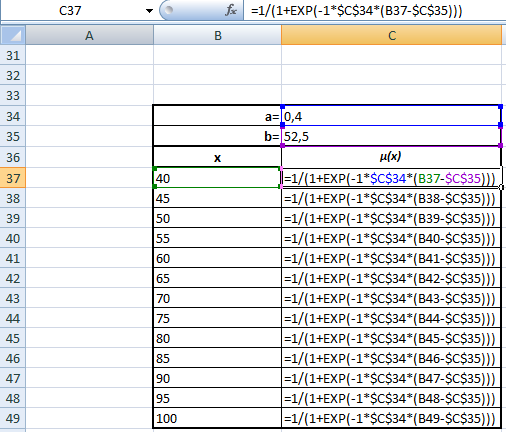 C37 fx =1/(1+EXP(-1*$C$34*(B37-$C$35)))
A B C
31
32
33
34 a= 0,4
35 b= 52,5
36 x μ(x)
37 40 =1/(1+EXP(-1*$C$34*(B37-$C$35)))
38 45 =1/(1+EXP(-1*$C$34*(B38-$C$35)))
39 50 =1/(1+EXP(-1*$C$34*(B39-$C$35)))
40 55 =1/(1+EXP(-1*$C$34*(B40-$C$35)))
41 60 =1/(1+EXP(-1*$C$34*(B41-$C$35)))
42 65 =1/(1+EXP(-1*$C$34*(B42-$C$35)))
43 70 =1/(1+EXP(-1*$C$34*(B43-$C$35)))
44 75 =1/(1+EXP(-1*$C$34*(B44-$C$35)))
45 80 =1/(1+EXP(-1*$C$34*(B45-$C$35)))
46 85 =1/(1+EXP(-1*$C$34*(B46-$C$35)))
47 90 =1/(1+EXP(-1*$C$34*(B47-$C$35)))
48 95 =1/(1+EXP(-1*$C$34*(B48-$C$35)))
49 100 =1/(1+EXP(-1*$C$34*(B49-$C$35)))